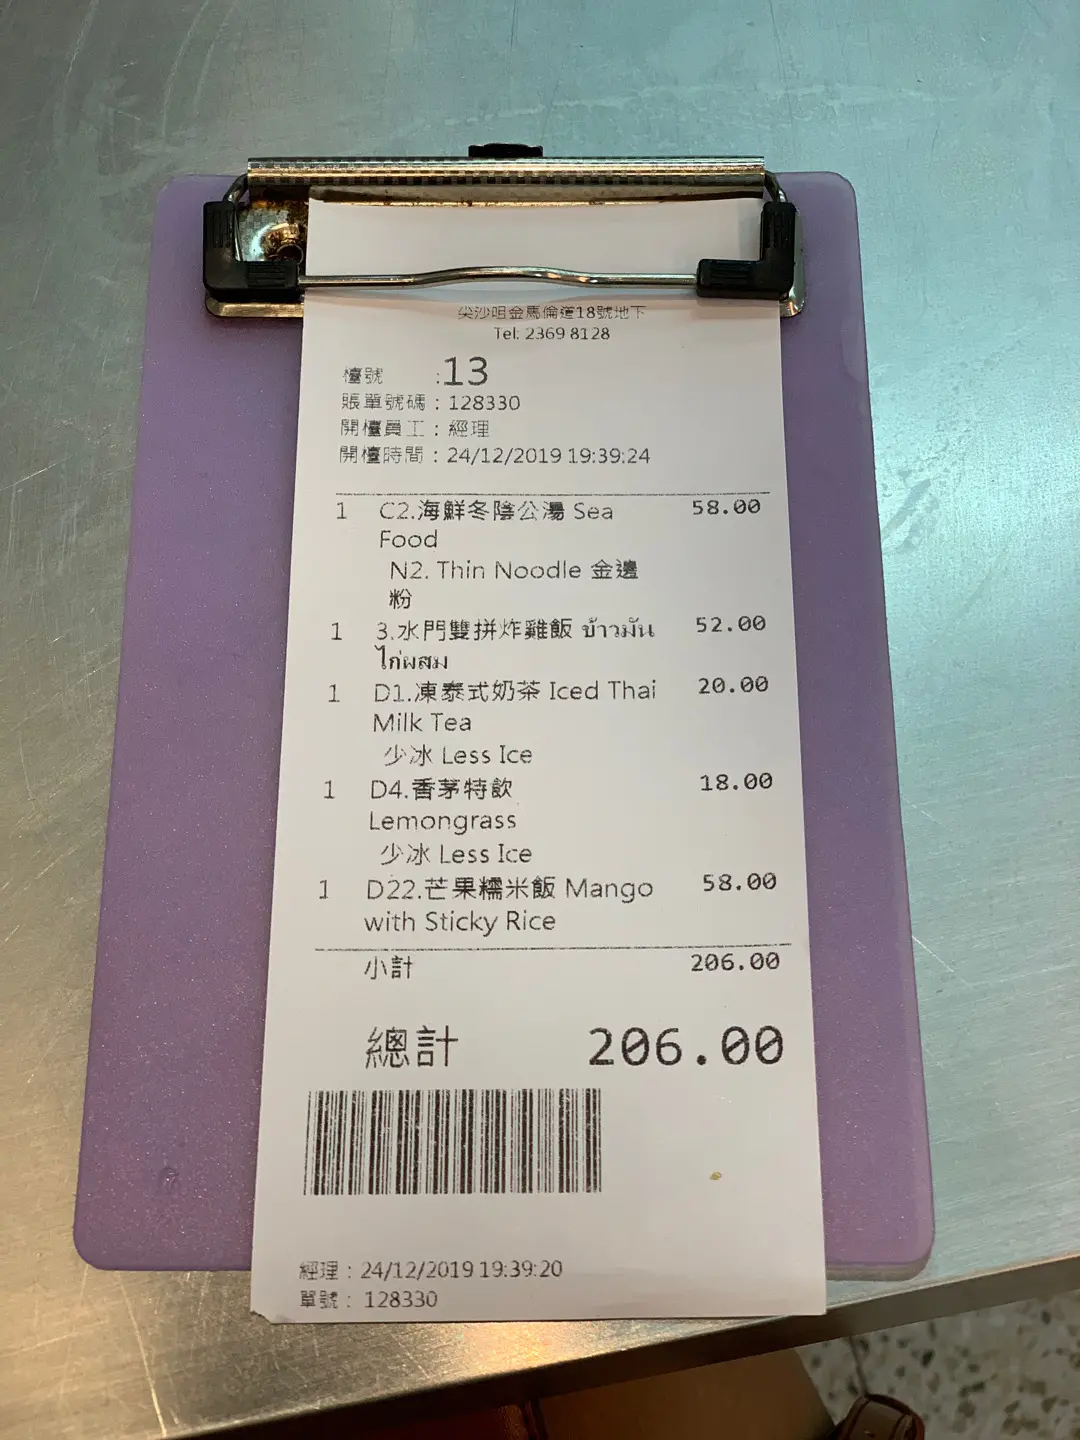 尖沙咀金馬倫道18號地下
Tel: 2369 8128
檯號 :13
賬單號碼 : 128330
開檯員工 : 經理
開檯時間 : 24/12/2019 19:39:24
1 C2.海鮮冬陰公湯 Sea 58.00
Food
N2. Thin Noodle 金邊
粉
1 3.水門雙拼炸雞飯 ข้าวมัน 52.00
ไก่ผสม
1 D1.凍泰式奶茶 Iced Thai 20.00
Milk Tea
少冰 Less Ice
1 D4.香茅特飲 18.00
Lemongrass
少冰 Less Ice
1 D22.芒果糯米飯 Mango 58.00
with Sticky Rice
小計 206.00
總計 206.00
經理 : 24/12/2019 19:39:20
單號 : 128330